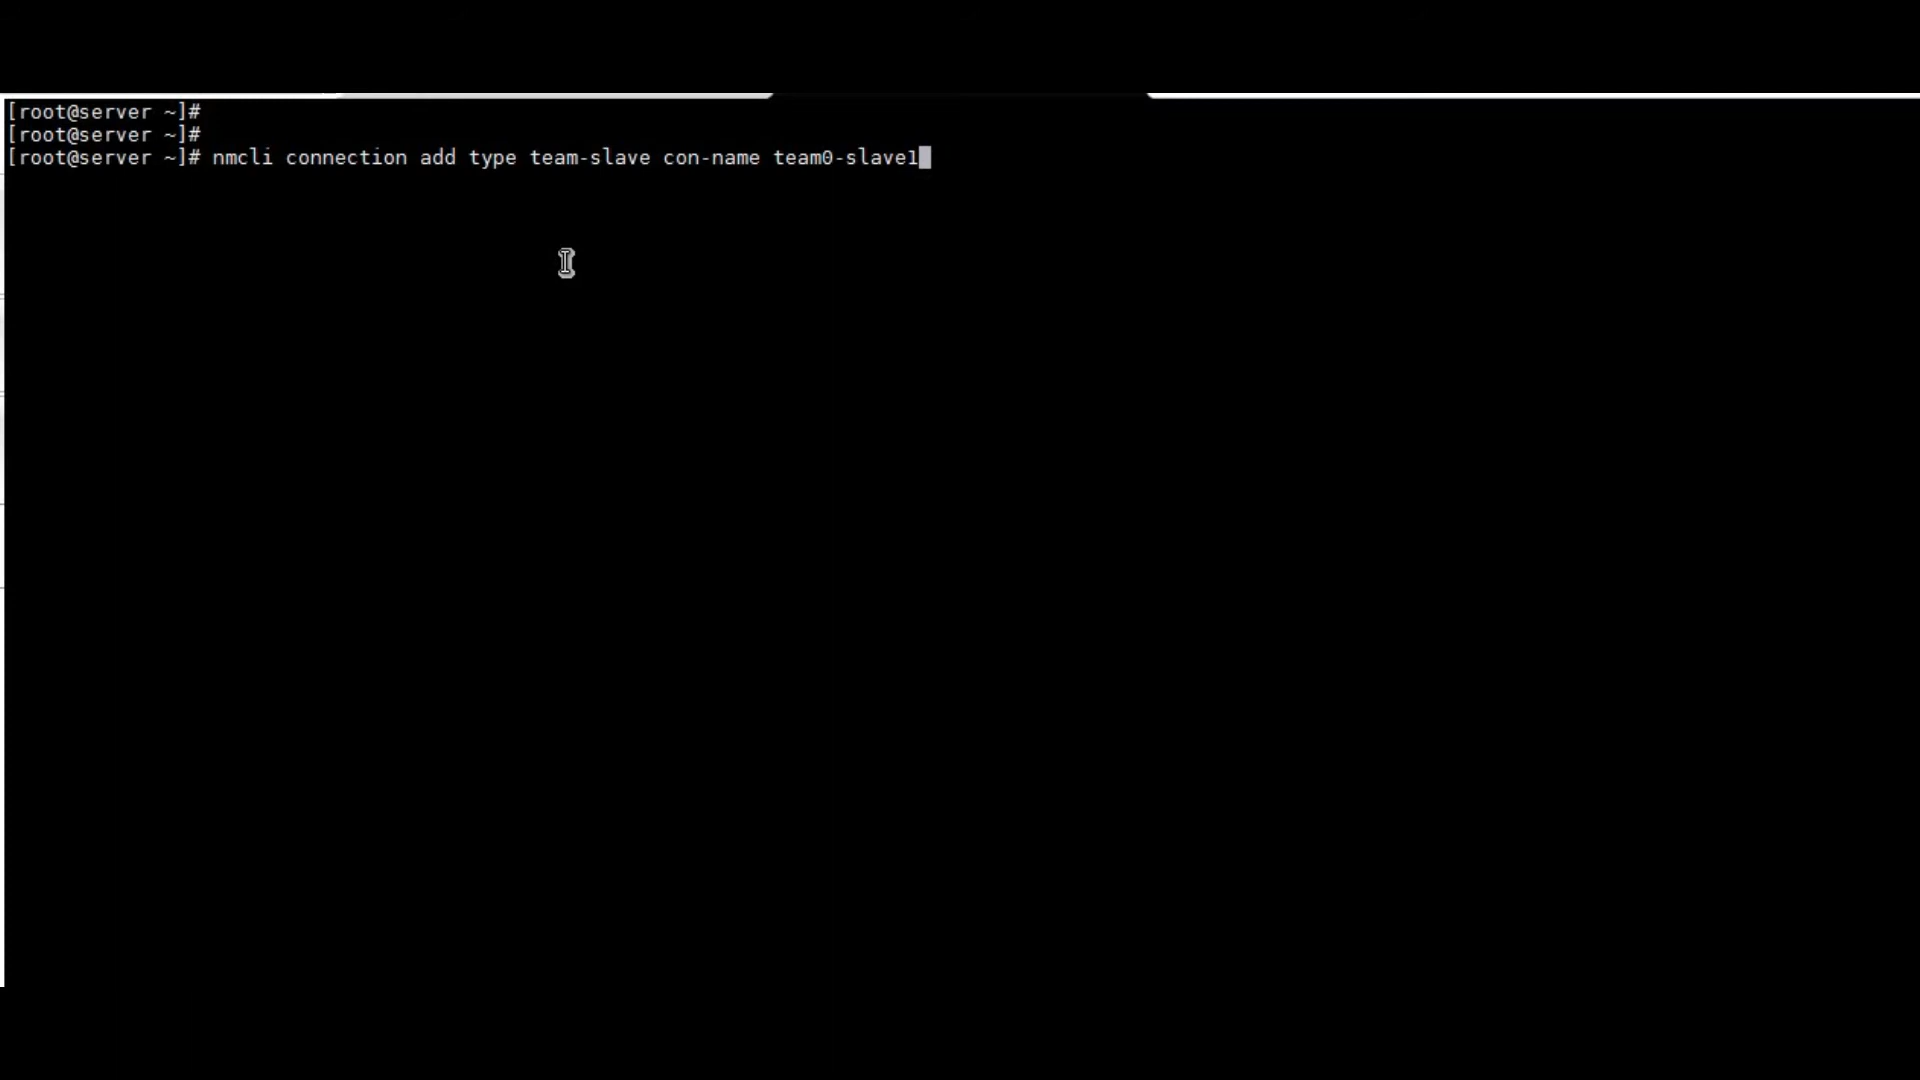 [root@server ~]#
[root@server ~]#
[root@server ~]# nmcli connection add type team-slave con-name team0-slave1